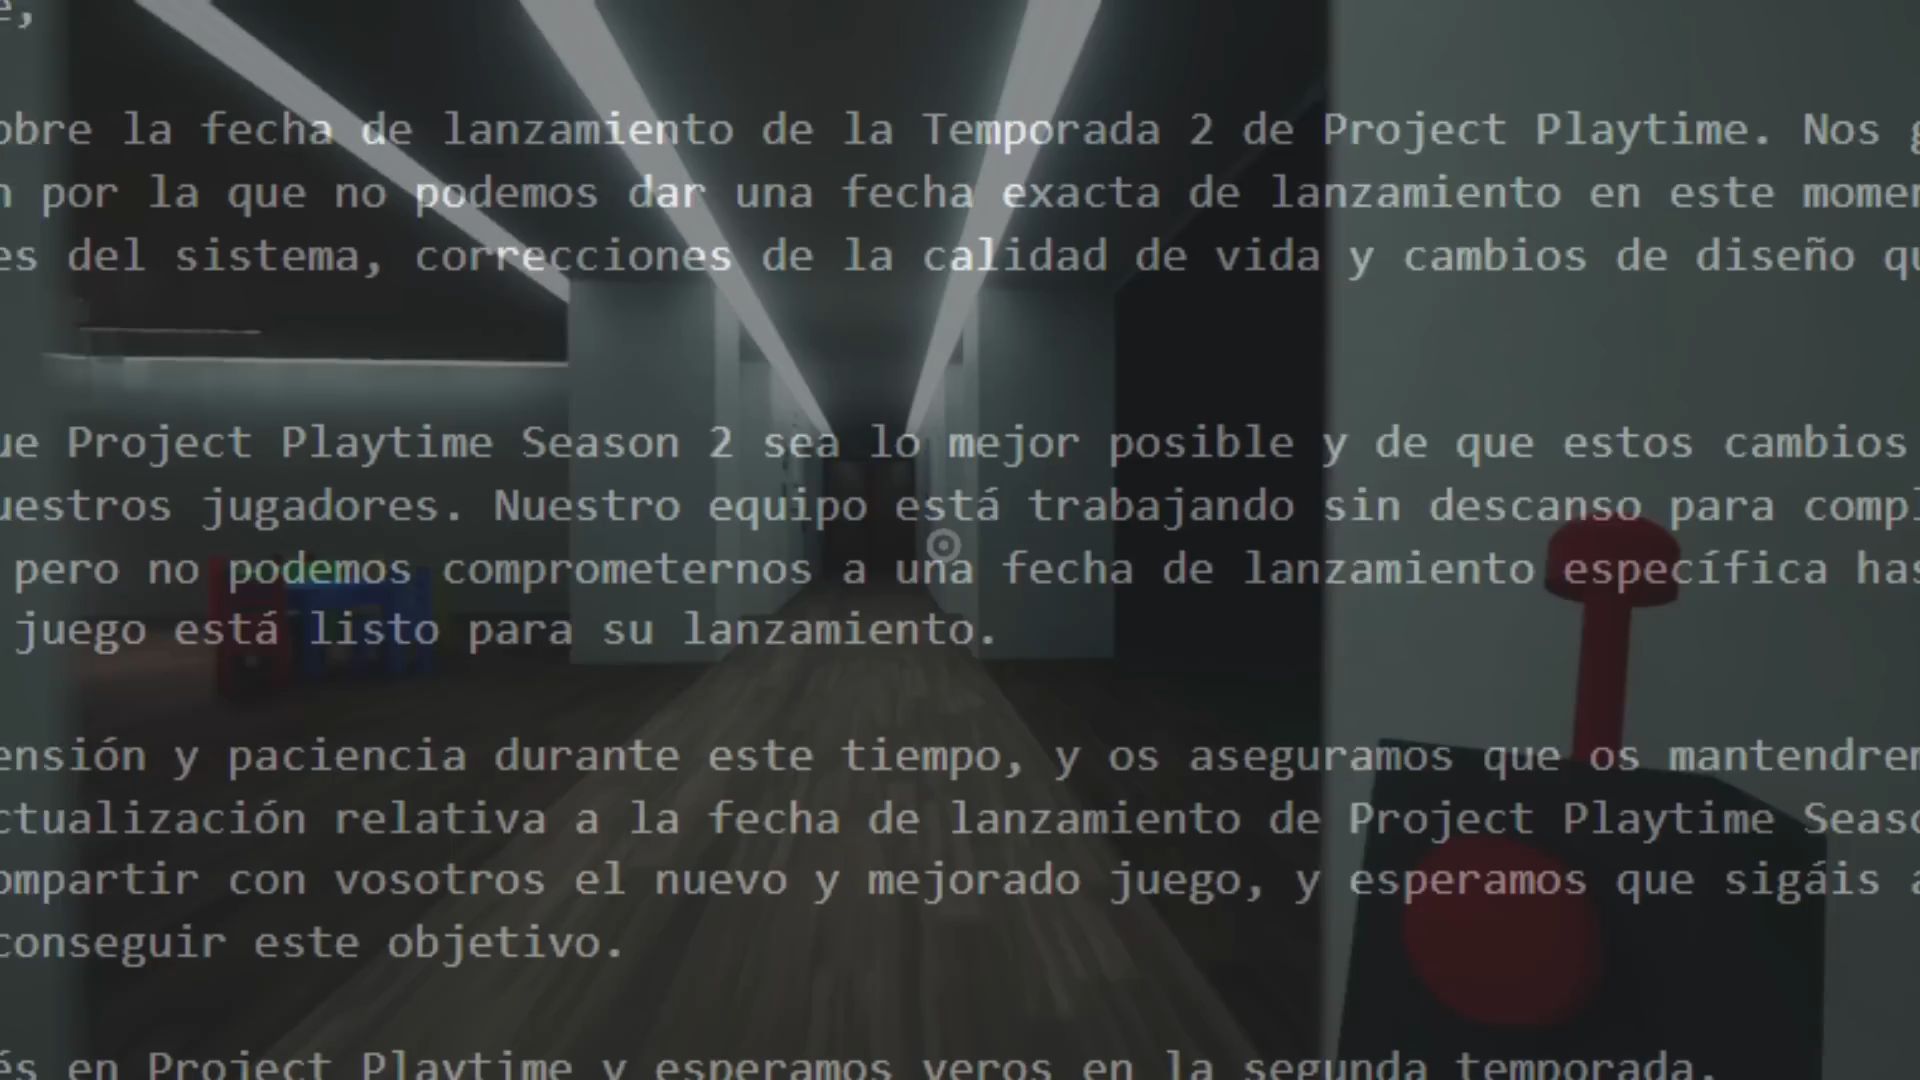 e,
obre la fecha de lanzamiento de la Temporada 2 de Project Playtime. Nos g
n por la que no podemos dar una fecha exacta de lanzamiento en este momen
es del sistema, correcciones de la calidad de vida y cambios de diseño qu
ue Project Playtime Season 2 sea lo mejor posible y de que estos cambios
uestros jugadores. Nuestro equipo está trabajando sin descanso para compl
pero no podemos comprometernos a una fecha de lanzamiento específica has
juego está listo para su lanzamiento.
ensión y paciencia durante este tiempo, y os aseguramos que os mantendrem
ctualización relativa a la fecha de lanzamiento de Project Playtime Seaso
ompartir con vosotros el nuevo y mejorado juego, y esperamos que sigáis a
conseguir este objetivo.
és en Project Playtime y esperamos veros en la segunda temporada.